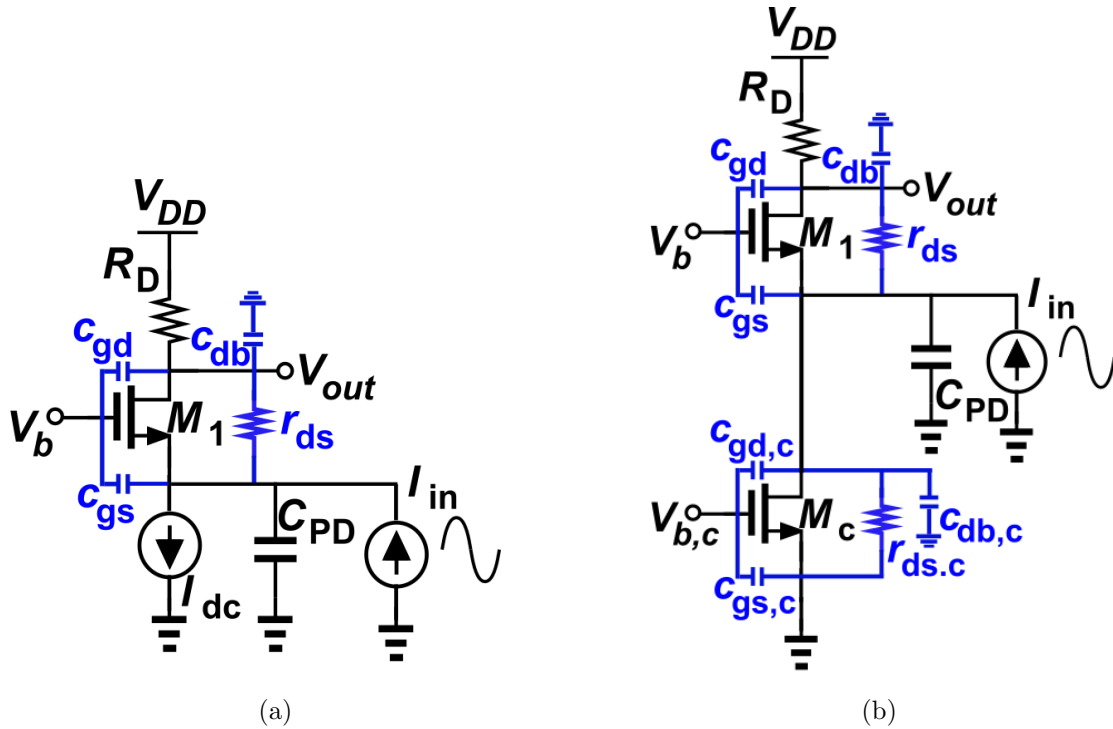 V_DD
R_D
c_gd
c_db
V_out
V_b
M_1
r_ds
c_gs
C_PD
I_in
I_dc
(a)
V_DD
R_D
c_gd
c_db
V_out
V_b
M_1
r_ds
c_gs
I_in
C_PD
c_gd,c
V_b,c
M_c
c_db,c
r_ds.c
c_gs,c
(b)